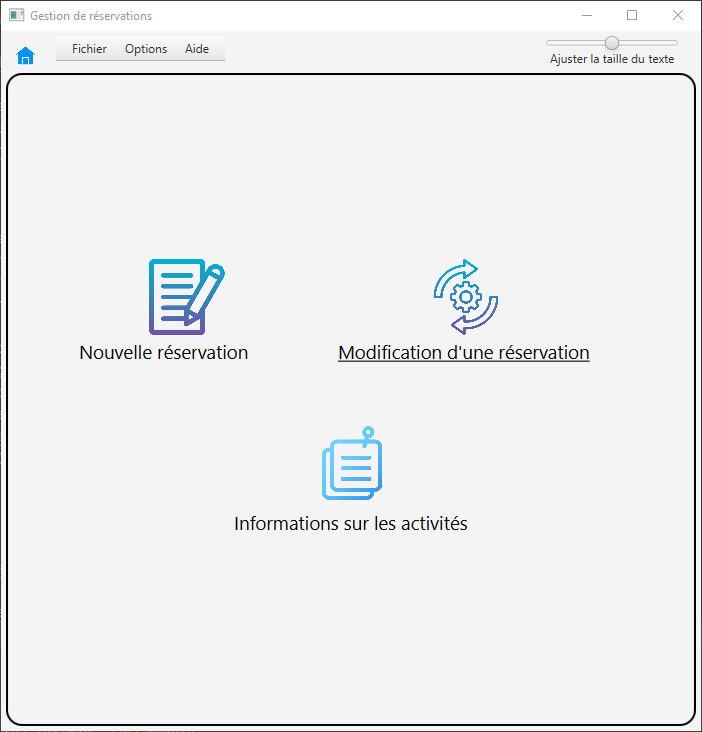 Gestion de réservations
Fichier Options Aide
Ajuster la taille du texte
Nouvelle réservation
Modification d'une réservation
Informations sur les activités